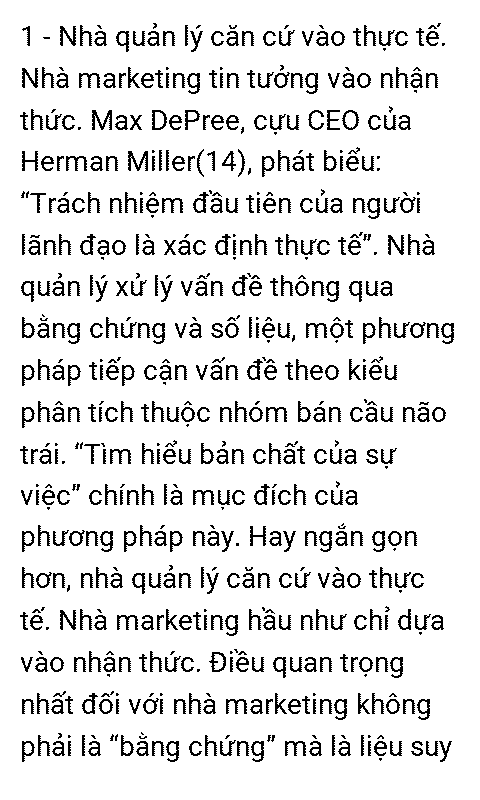 1 - Nhà quản lý căn cứ vào thực tế.
Nhà marketing tin tưởng vào nhận
thức. Max DePree, cựu CEO của
Herman Miller(14), phát biểu:
“Trách nhiệm đầu tiên của người
lãnh đạo là xác định thực tế”. Nhà
quản lý xử lý vấn đề thông qua
bằng chứng và số liệu, một phương
pháp tiếp cận vấn đề theo kiểu
phân tích thuộc nhóm bán cầu não
trái. “Tìm hiểu bản chất của sự
việc” chính là mục đích của
phương pháp này. Hay ngắn gọn
hơn, nhà quản lý căn cứ vào thực
tế. Nhà marketing hầu như chỉ dựa
vào nhận thức. Điều quan trọng
nhất đối với nhà marketing không
phải là “bằng chứng” mà là liệu suy